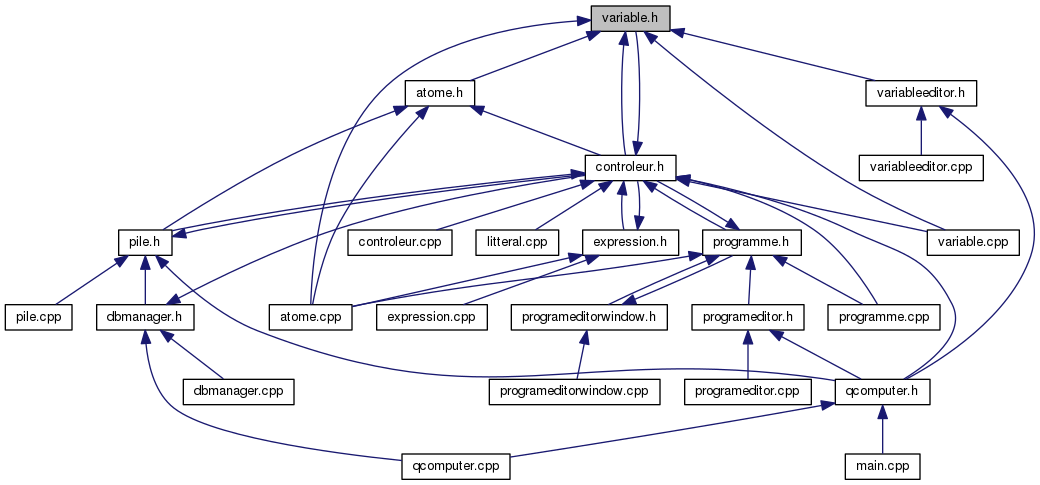 variable.h
atome.h
variableeditor.h
controleur.h
variableeditor.cpp
pile.h
controleur.cpp
litteral.cpp
expression.h
programme.h
variable.cpp
pile.cpp
dbmanager.h
atome.cpp
expression.cpp
programeditorwindow.h
programeditor.h
programme.cpp
dbmanager.cpp
programeditorwindow.cpp
programeditor.cpp
qcomputer.h
qcomputer.cpp
main.cpp